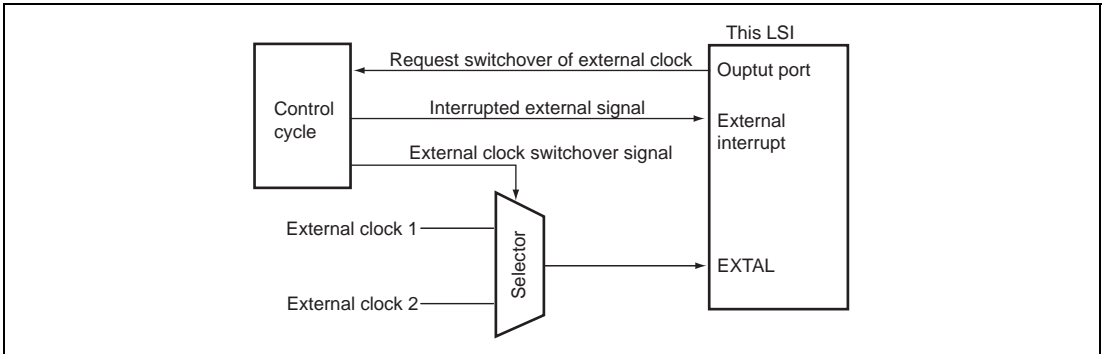 This LSI
Request switchover of external clock
Ouptut port
Control
cycle
Interrupted external signal
External
interrupt
External clock switchover signal
External clock 1
Selector
EXTAL
External clock 2